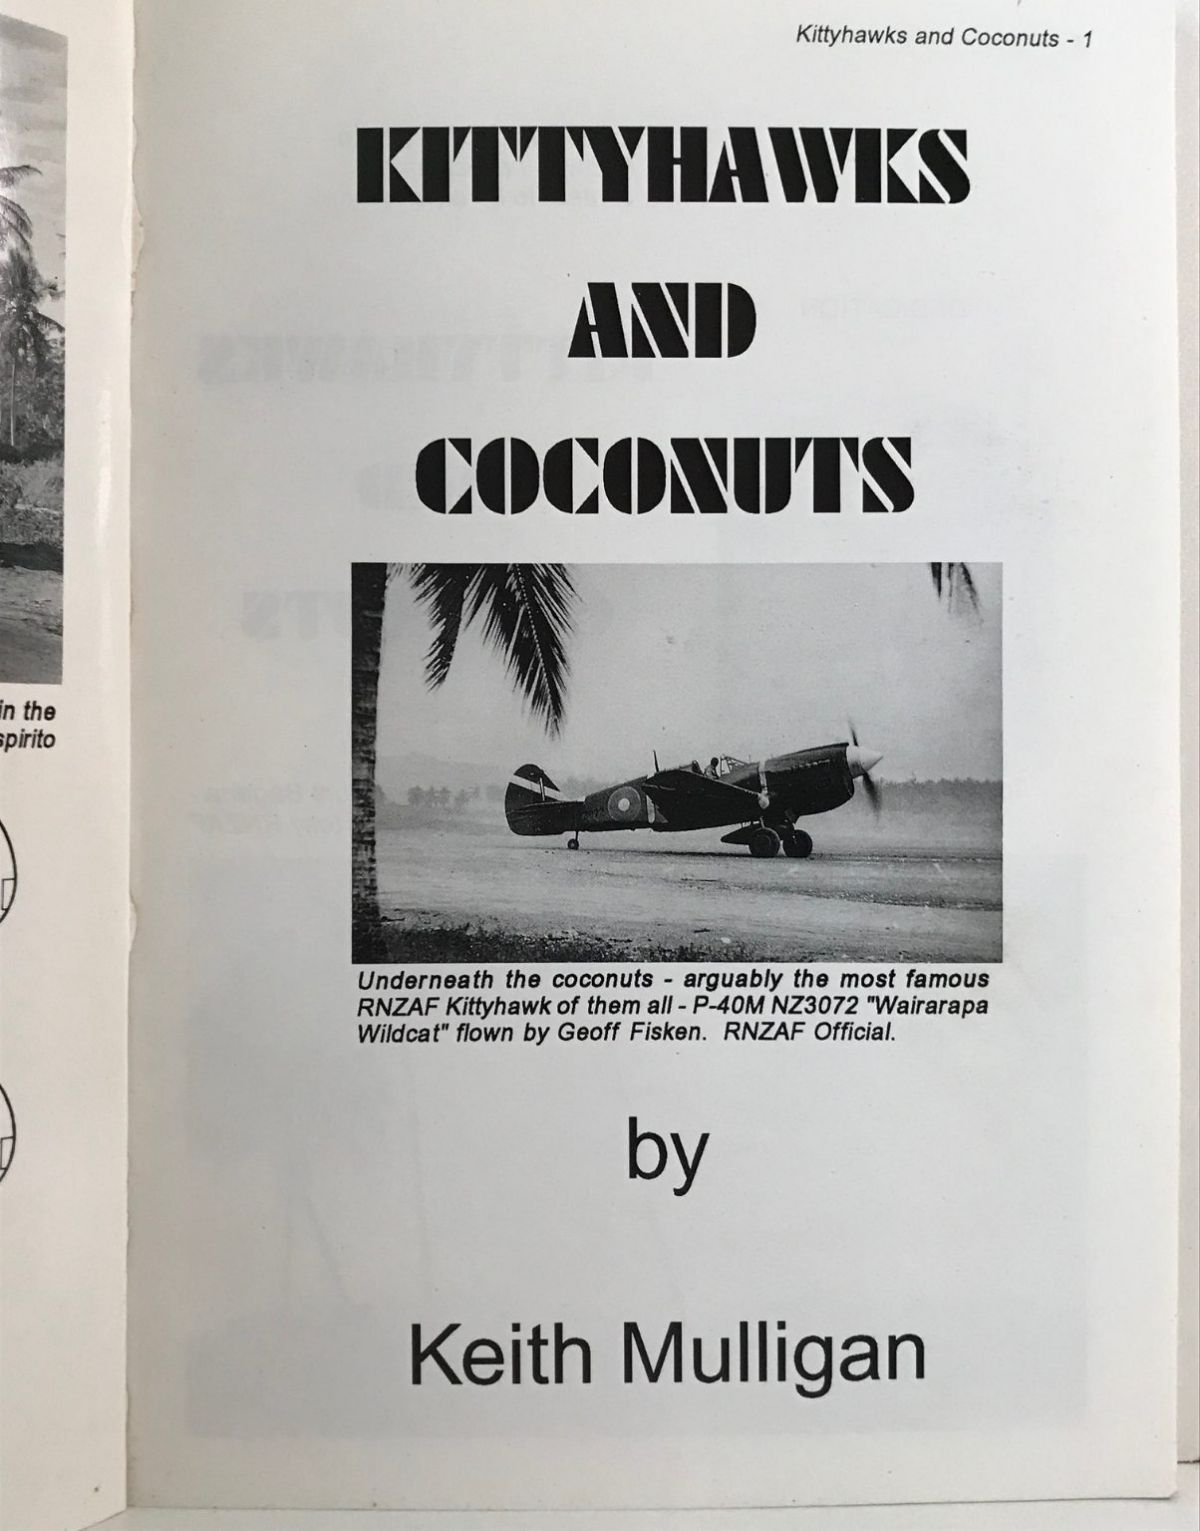 in the
spirito
Kittyhawks and Coconuts - 1
KITTYHAWKS
AND
COCONUTS
Underneath the coconuts - arguably the most famous
RNZAF Kittyhawk of them all - P-40M NZ3072 "Wairarapa
Wildcat" flown by Geoff Fisken. RNZAF Official.
by
Keith Mulligan